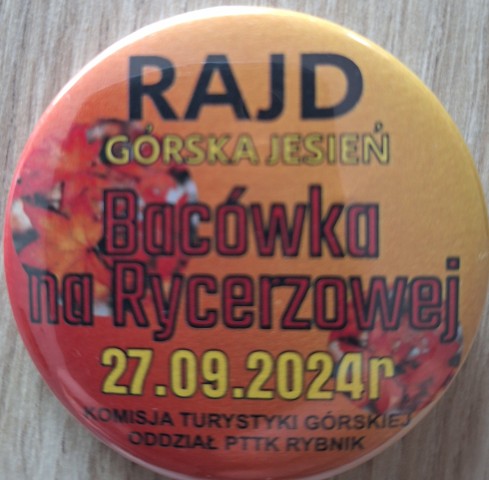 RAJD
GÓRSKA JESIEŃ
Bacówka
na Rycerzowej
27.09.2024r
KOMISJA TURYSTYKI GÓRSKIEJ
ODDZIAŁ PTTK RYBNIK